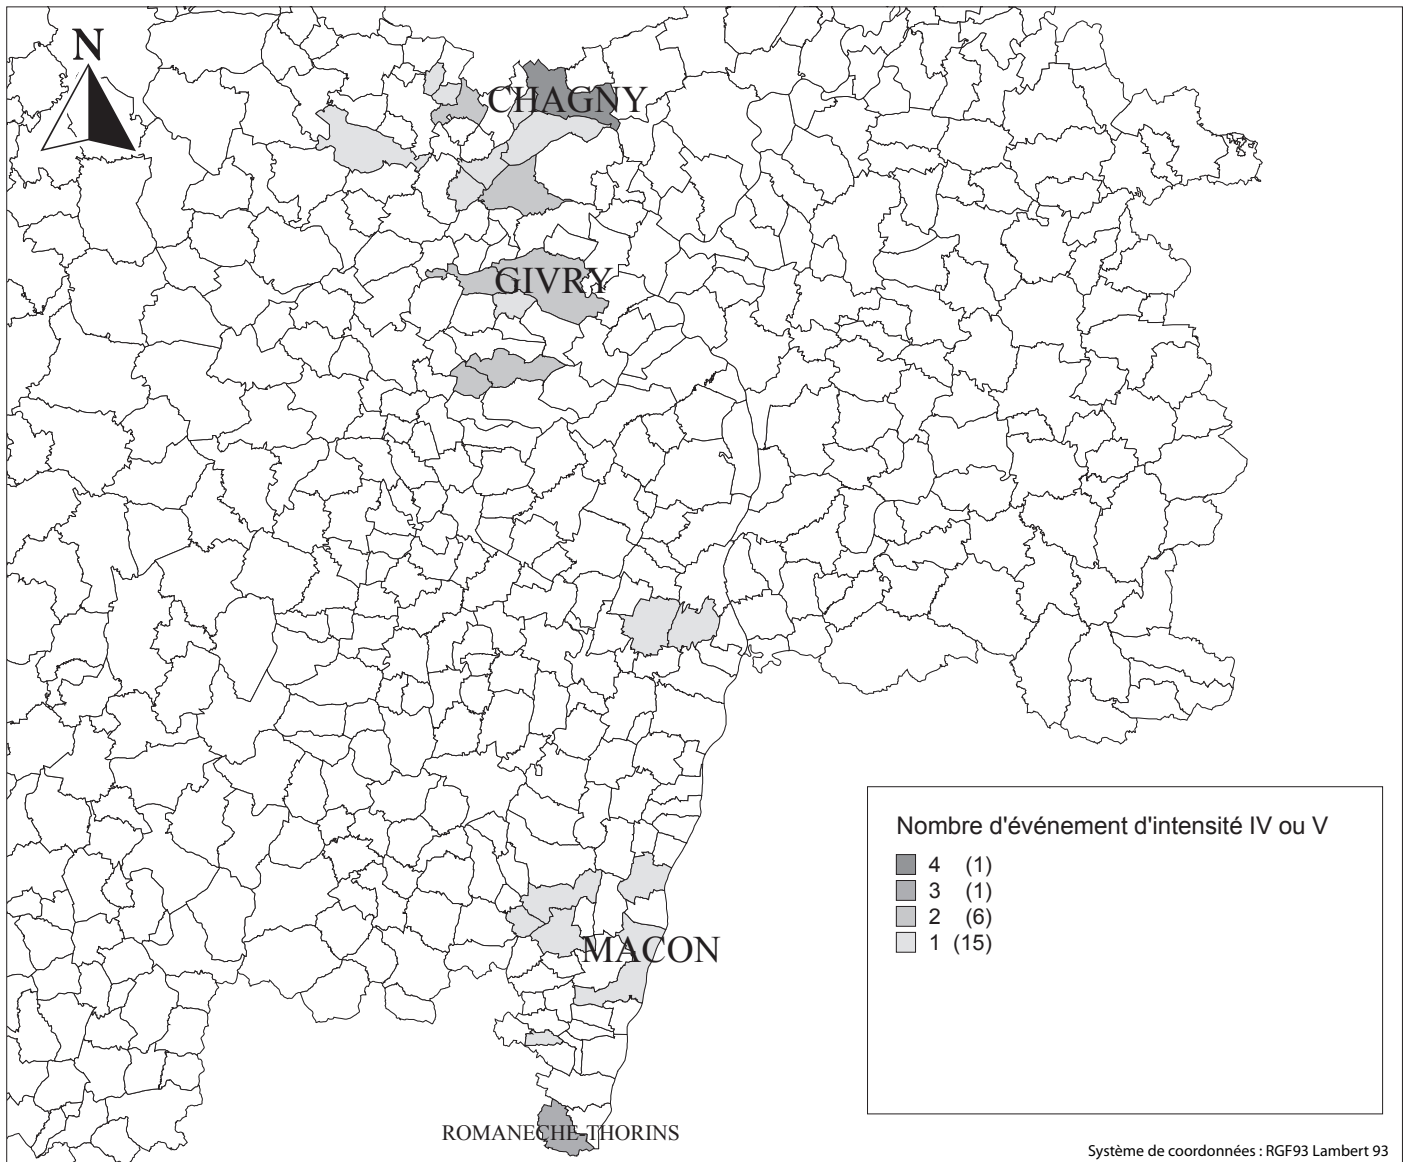 N
CHAGNY
GIVRY
MACON
ROMANECHE-THORINS
Nombre d'événement d'intensité IV ou V
4 (1)
3 (1)
2 (6)
1 (15)
Système de coordonnées : RGF93 Lambert 93